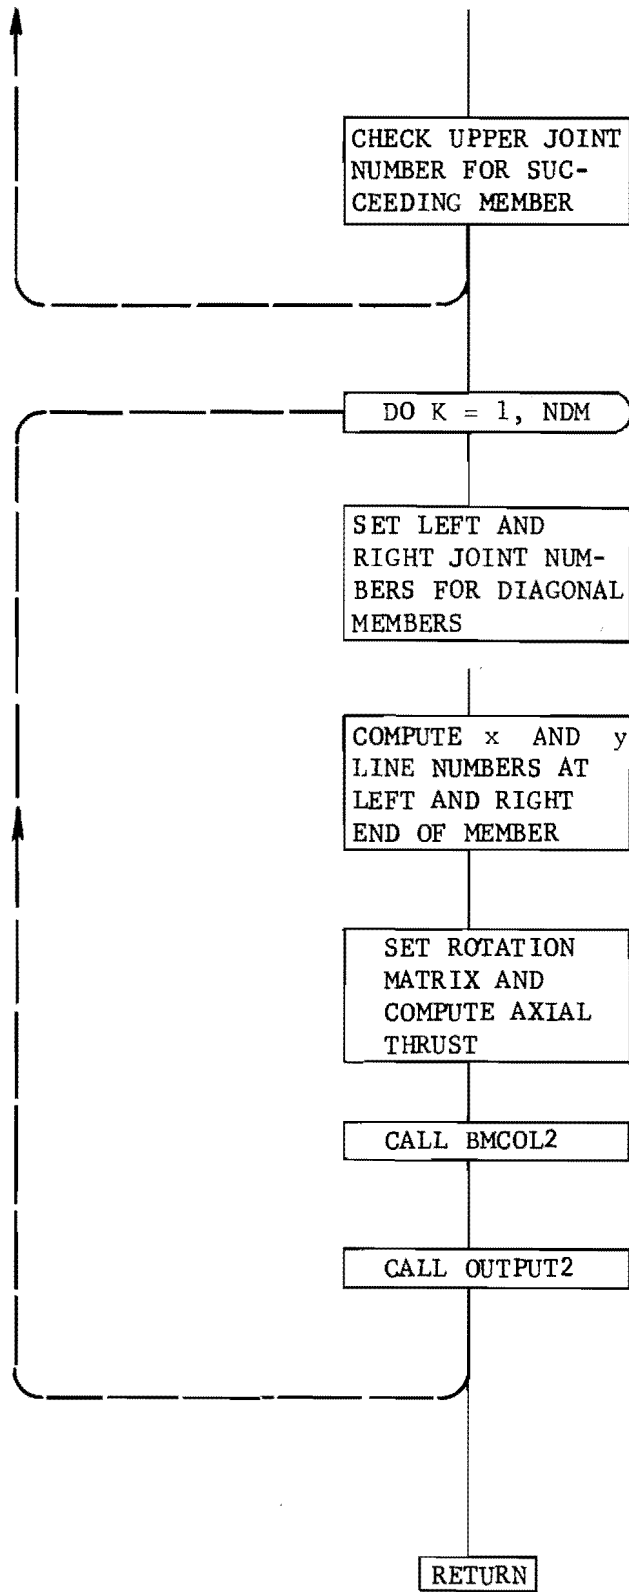 CHECK UPPER JOINT
NUMBER FOR SUC-
CEEDING MEMBER
DO K = 1, NDM
SET LEFT AND
RIGHT JOINT NUM-
BERS FOR DIAGONAL
MEMBERS
COMPUTE x AND y
LINE NUMBERS AT
LEFT AND RIGHT
END OF MEMBER
SET ROTATION
MATRIX AND
COMPUTE AXIAL
THRUST
CALL BMCOL2
CALL OUTPUT2
RETURN